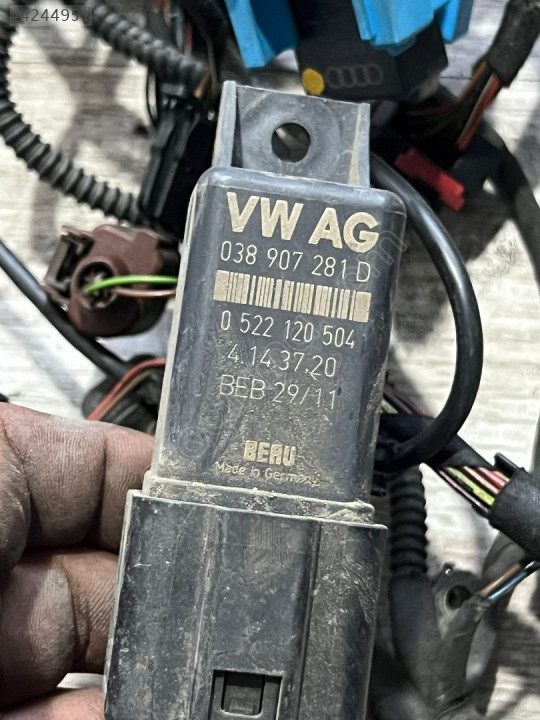 424495
VW AG
038 907 281 D
0 522 120 504
4.14.37.20
BEB 29/11
BERU
Made in Germany